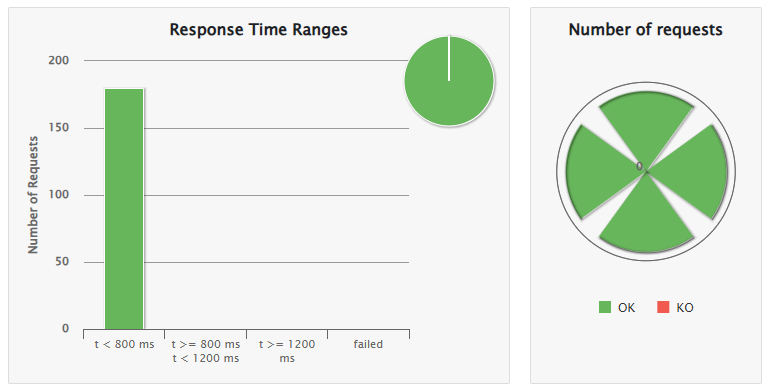 Response Time Ranges
Number of Requests
200
150
100
50
0
t < 800 ms
t >= 800 ms
t < 1200 ms
t >= 1200
ms
failed
Number of requests
0
OK
KO